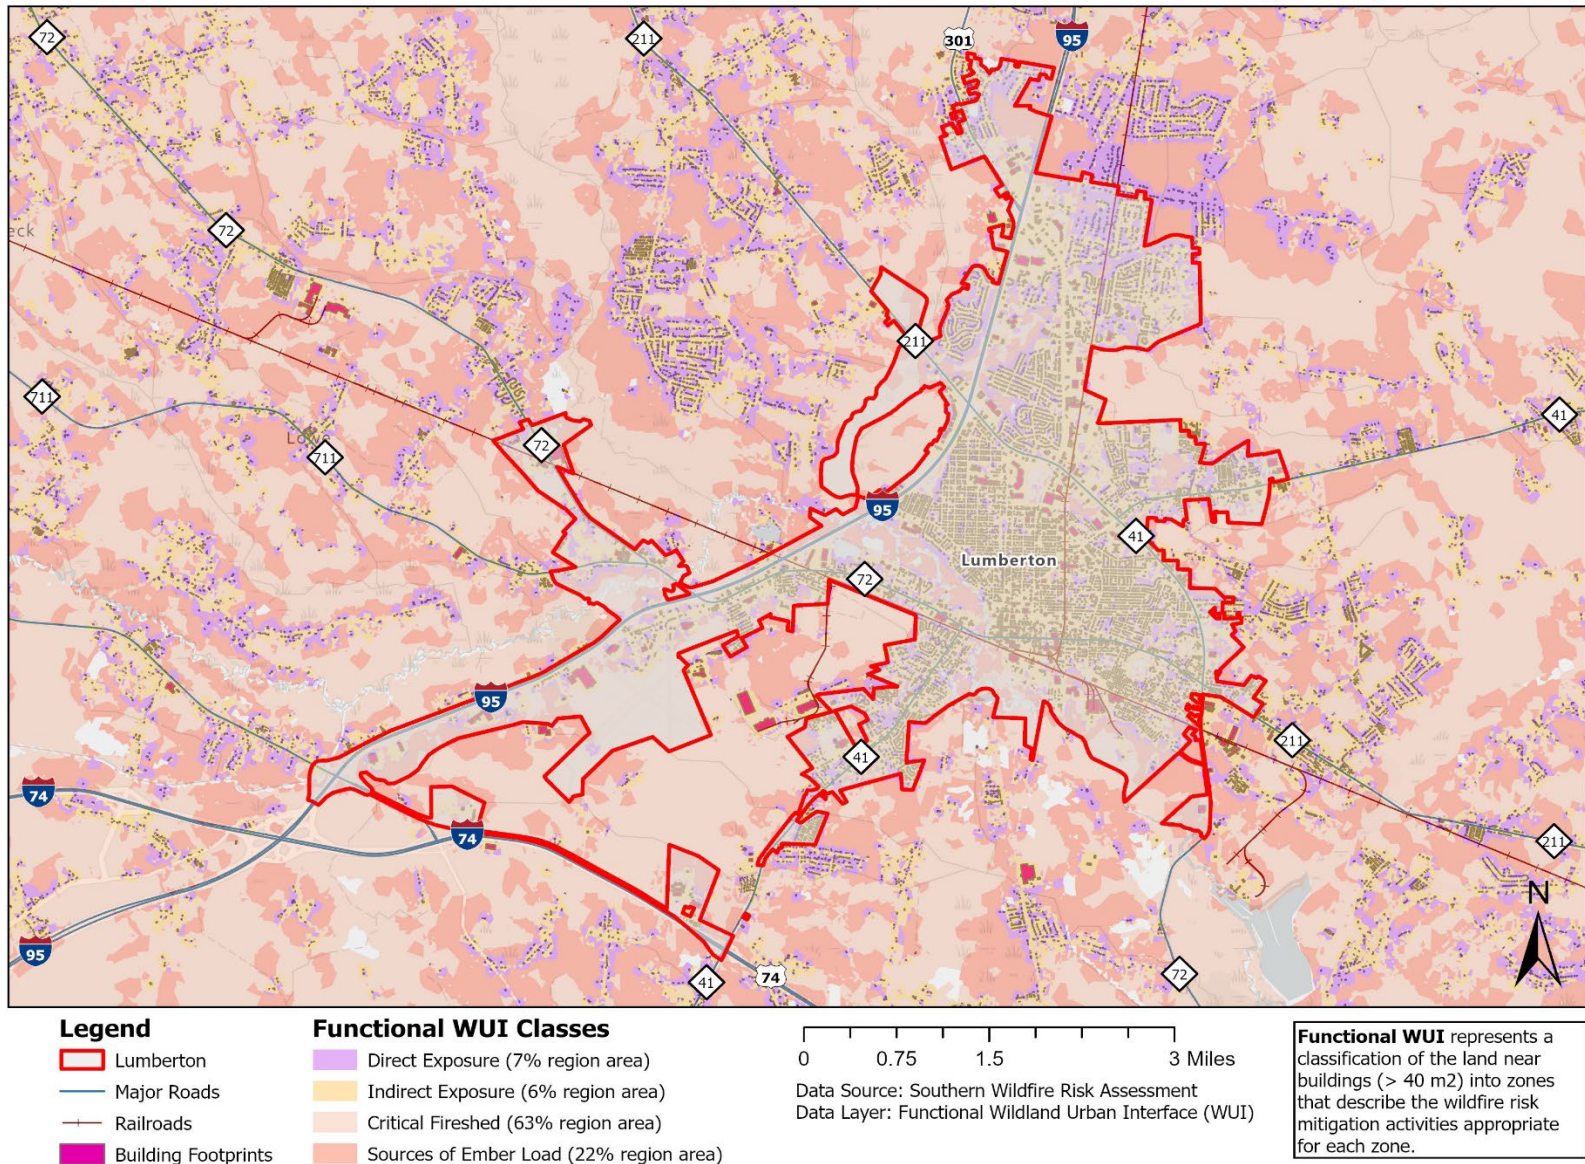 72
211
301
95
72
eck
211
711
41
72
Low
711
95
41
Lumberton
72
95
211
41
74
74
211
95
41
74
72
N
Legend
Lumberton
Major Roads
Railroads
Building Footprints
Functional WUI Classes
Direct Exposure (7% region area)
Indirect Exposure (6% region area)
Critical Fireshed (63% region area)
Sources of Ember Load (22% region area)
0 0.75 1.5 3 Miles
Data Source: Southern Wildfire Risk Assessment
Data Layer: Functional Wildland Urban Interface (WUI)
Functional WUI represents a
classification of the land near
buildings (> 40 m2) into zones
that describe the wildfire risk
mitigation activities appropriate
for each zone.